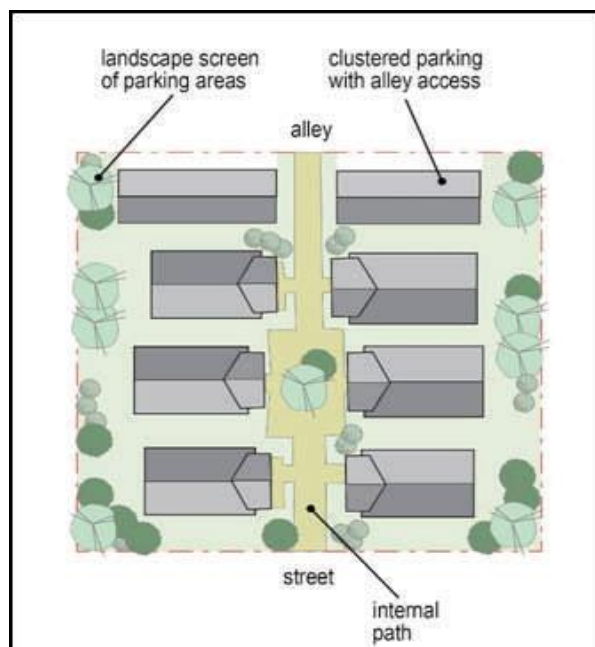 landscape screen
of parking areas
clustered parking
with alley access
alley
street
internal
path